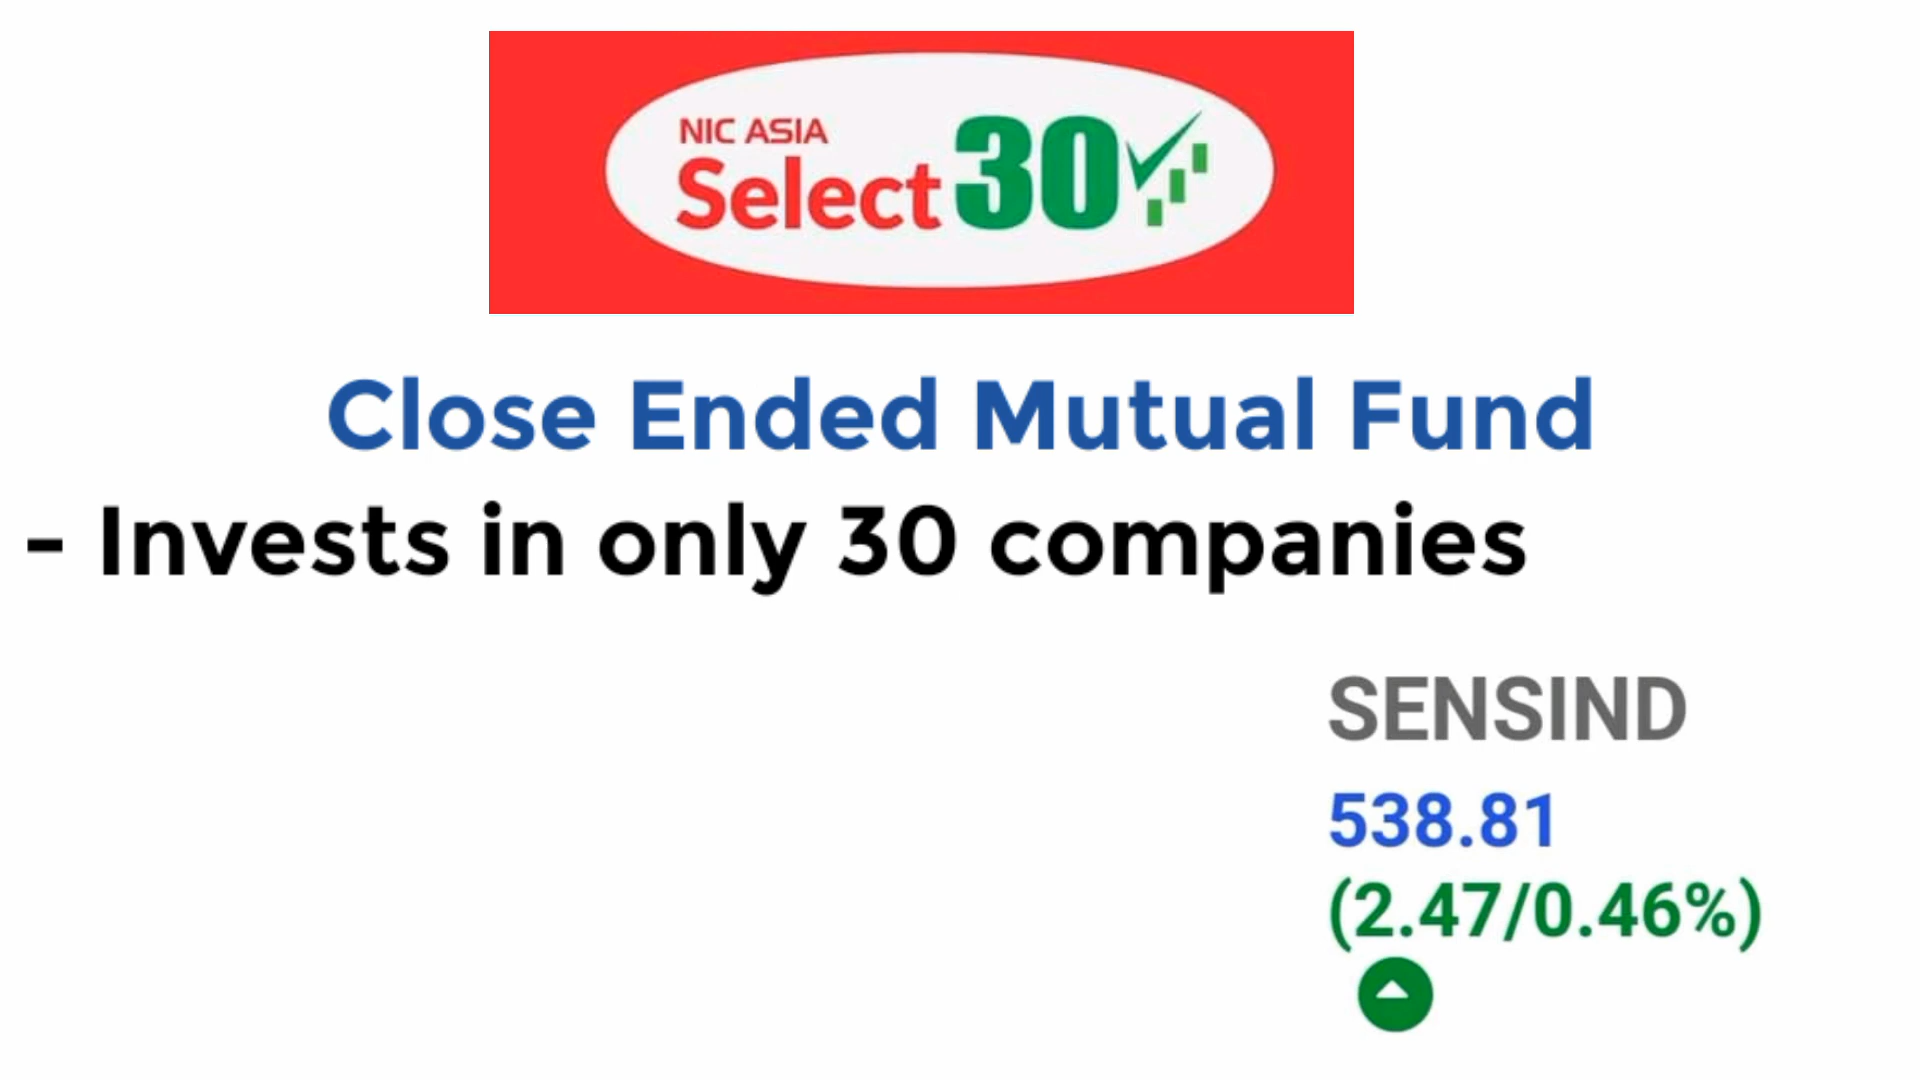 NIC ASIA
Select 30
Close Ended Mutual Fund
- Invests in only 30 companies
SENSIND
538.81
(2.47/0.46%)